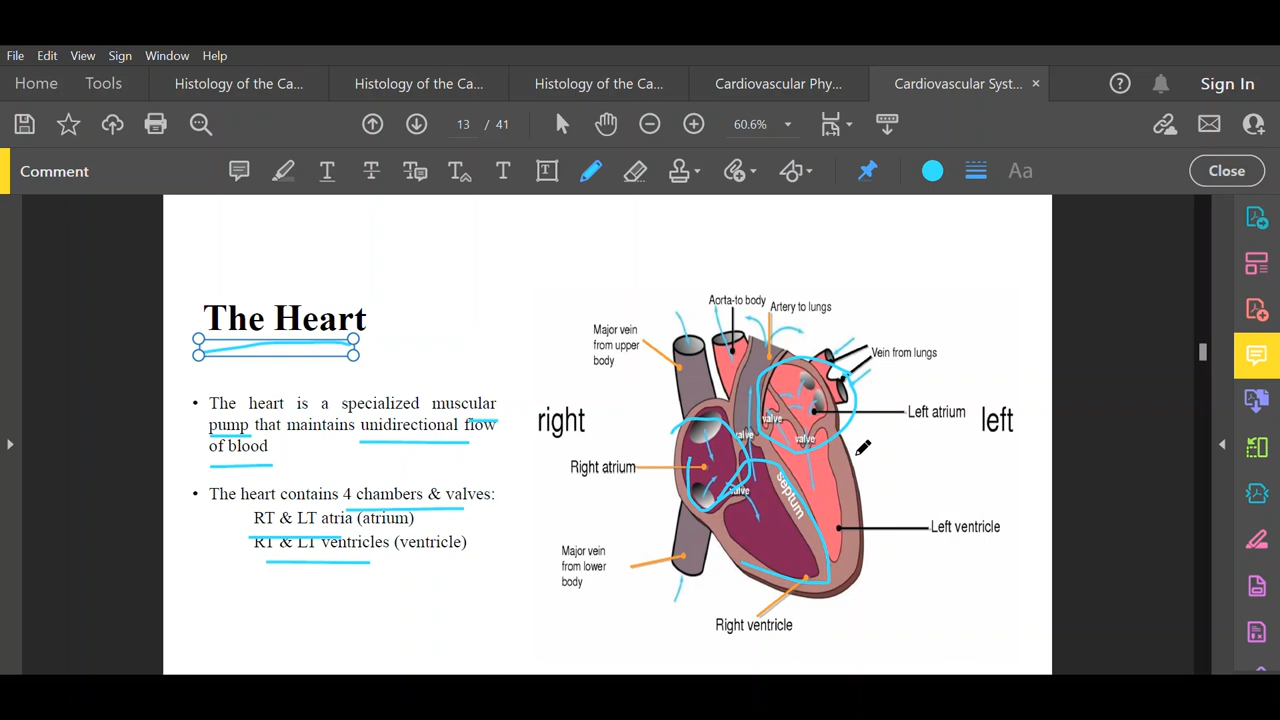 File Edit View Sign Window Help
Home Tools Histology of the Ca... Histology of the Ca... Histology of the Ca... Cardiovascular Phy... Cardiovascular Syst... × ? Sign In
13 / 41 60.6%
Comment T T T T T T Aa Close
The Heart
• The heart is a specialized muscular
pump that maintains unidirectional flow
of blood
• The heart contains 4 chambers & valves:
RT & LT atria (atrium)
RT & LT ventricles (ventricle)
Aorta-to body
Artery to lungs
Major vein
from upper
body
Vein from lungs
right
left
Left atrium
valve
valve
valve
Right atrium
valve
septum
Left ventricle
Major vein
from lower
body
Right ventricle